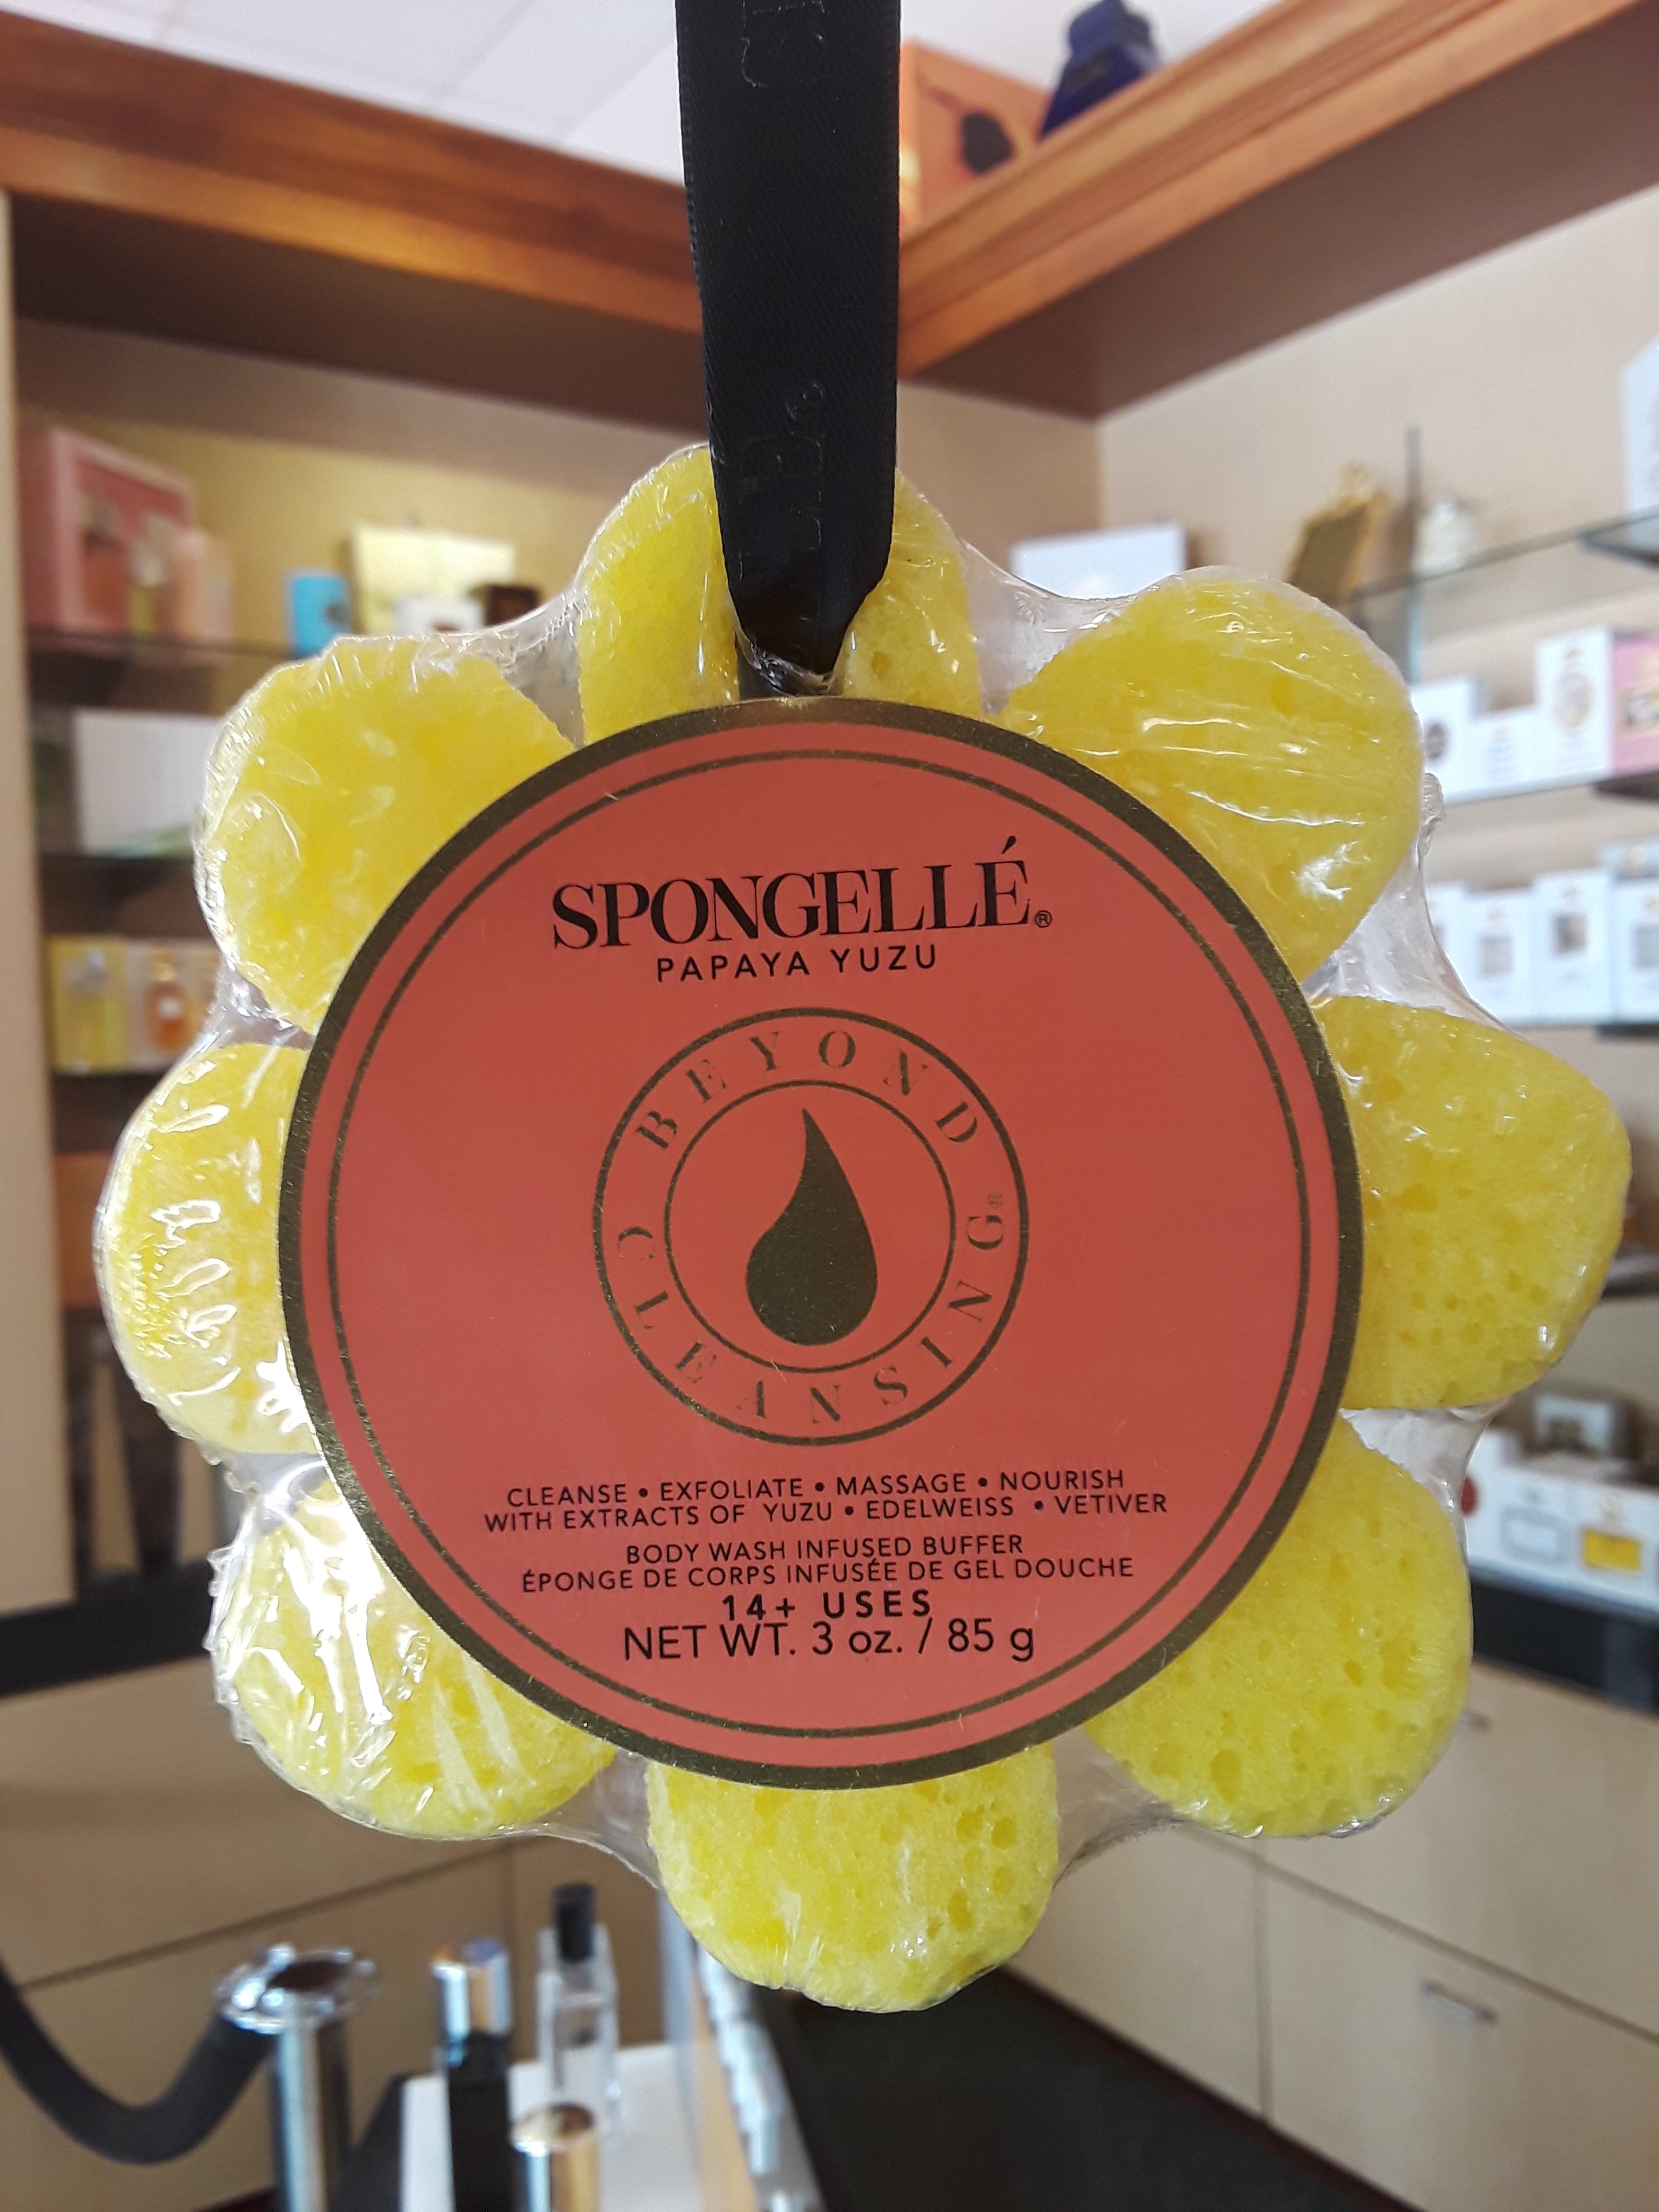 SPONGELLÉ®
PAPAYA YUZU
BEYOND
CLEANSING®
CLEANSE • EXFOLIATE • MASSAGE • NOURISH
WITH EXTRACTS OF YUZU • EDELWEISS • VETIVER
BODY WASH INFUSED BUFFER
ÉPONGE DE CORPS INFUSÉE DE GEL DOUCHE
14+ USES
NET WT. 3 oz. / 85 g